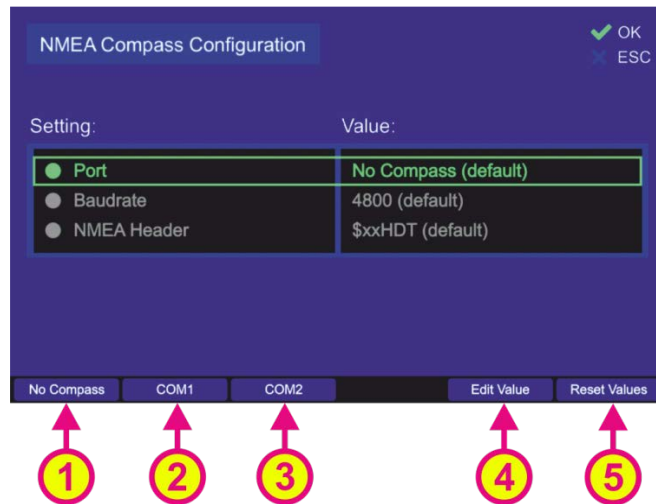 NMEA Compass Configuration
OK
ESC
Setting: Value:
Port No Compass (default)
Baudrate 4800 (default)
NMEA Header $xxHDT (default)
No Compass COM1 COM2 Edit Value Reset Values
1 2 3 4 5